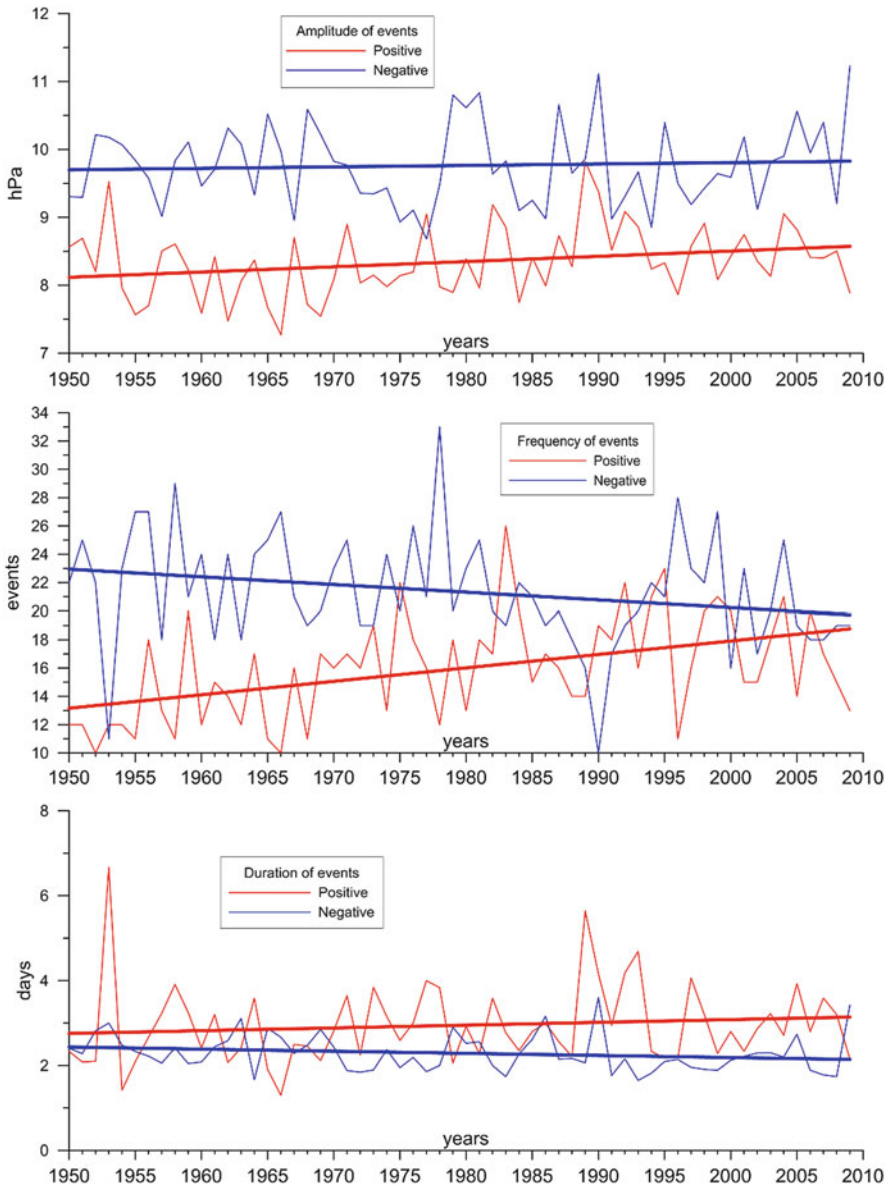 12
11
10
9
8
7
hPa
Amplitude of events
Positive
Negative
years
1950 1955 1960 1965 1970 1975 1980 1985 1990 1995 2000 2005 2010
34
32
30
28
26
24
22
20
18
16
14
12
10
events
Frequency of events
Positive
Negative
years
1950 1955 1960 1965 1970 1975 1980 1985 1990 1995 2000 2005 2010
8
6
4
2
0
days
Duration of events
Positive
Negative
years
1950 1955 1960 1965 1970 1975 1980 1985 1990 1995 2000 2005 2010